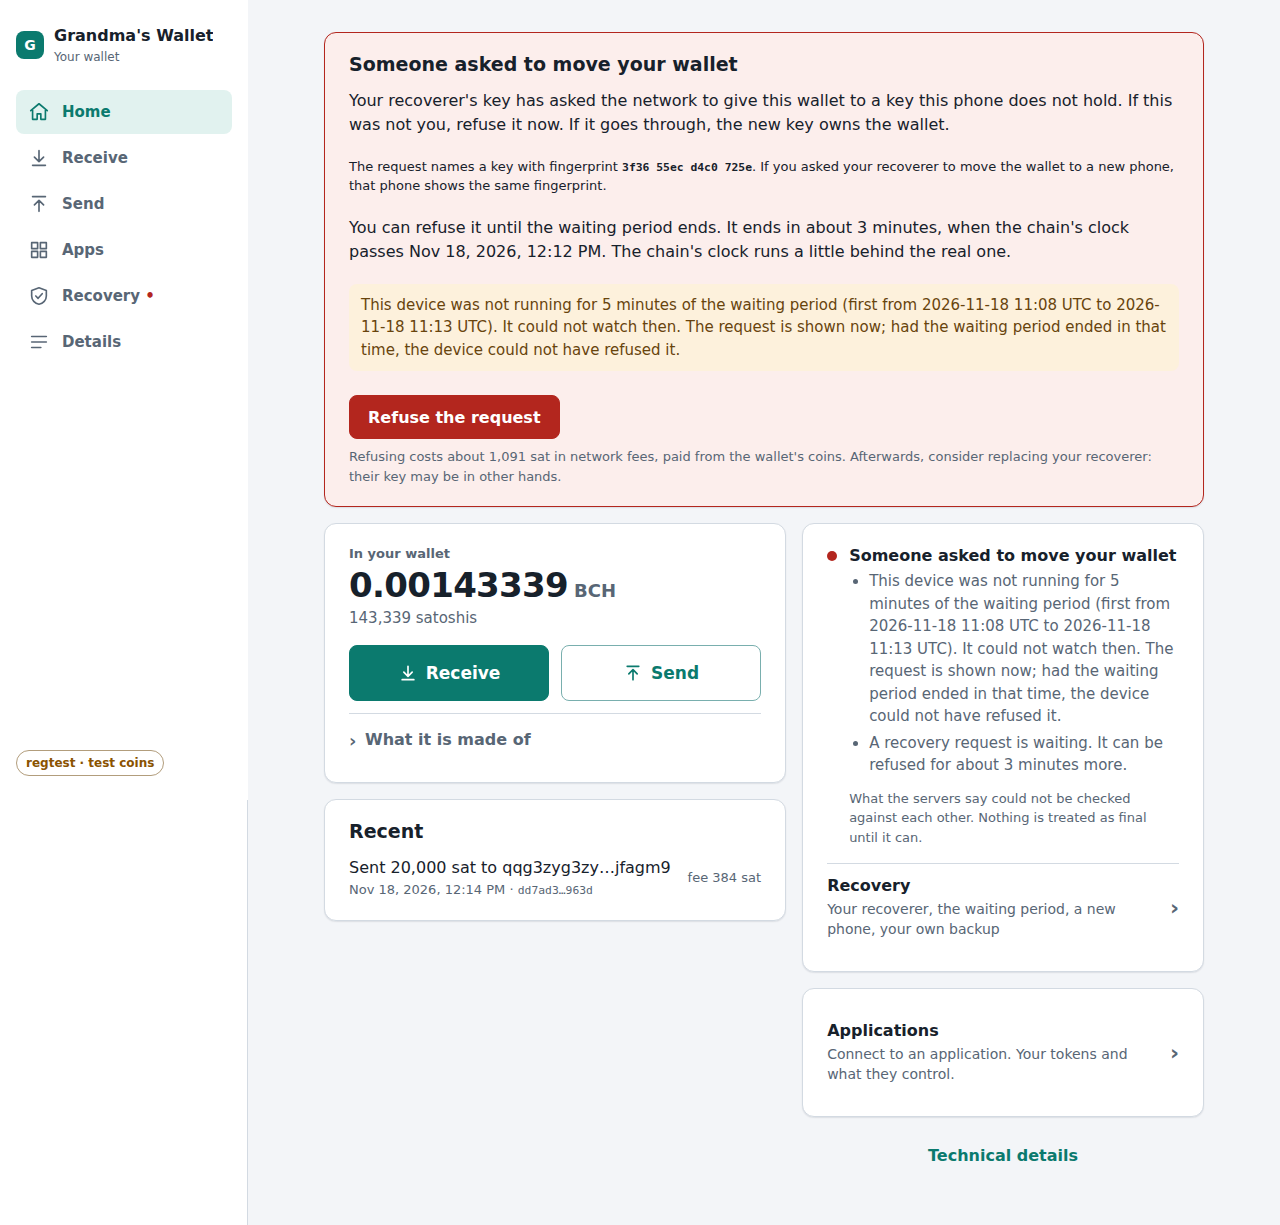 G
Grandma's Wallet
Your wallet
Home
Receive
Send
Apps
Recovery •
Details
regtest · test coins
Someone asked to move your wallet
Your recoverer's key has asked the network to give this wallet to a key this phone does not hold. If this
was not you, refuse it now. If it goes through, the new key owns the wallet.
The request names a key with fingerprint 3f36 55ec d4c0 725e. If you asked your recoverer to move the wallet to a new phone,
that phone shows the same fingerprint.
You can refuse it until the waiting period ends. It ends in about 3 minutes, when the chain's clock
passes Nov 18, 2026, 12:12 PM. The chain's clock runs a little behind the real one.
This device was not running for 5 minutes of the waiting period (first from 2026-11-18 11:08 UTC to 2026-
11-18 11:13 UTC). It could not watch then. The request is shown now; had the waiting period ended in that
time, the device could not have refused it.
Refuse the request
Refusing costs about 1,091 sat in network fees, paid from the wallet's coins. Afterwards, consider replacing your recoverer:
their key may be in other hands.
In your wallet
0.00143339 BCH
143,339 satoshis
Receive
Send
› What it is made of
Recent
Sent 20,000 sat to qqg3zyg3zy…jfagm9
Nov 18, 2026, 12:14 PM · dd7ad3…963d
fee 384 sat
Someone asked to move your wallet
• This device was not running for 5
minutes of the waiting period (first from
2026-11-18 11:08 UTC to 2026-11-18
11:13 UTC). It could not watch then. The
request is shown now; had the waiting
period ended in that time, the device
could not have refused it.
• A recovery request is waiting. It can be
refused for about 3 minutes more.
What the servers say could not be checked
against each other. Nothing is treated as final
until it can.
Recovery
Your recoverer, the waiting period, a new
phone, your own backup
›
Applications
Connect to an application. Your tokens and
what they control.
›
Technical details